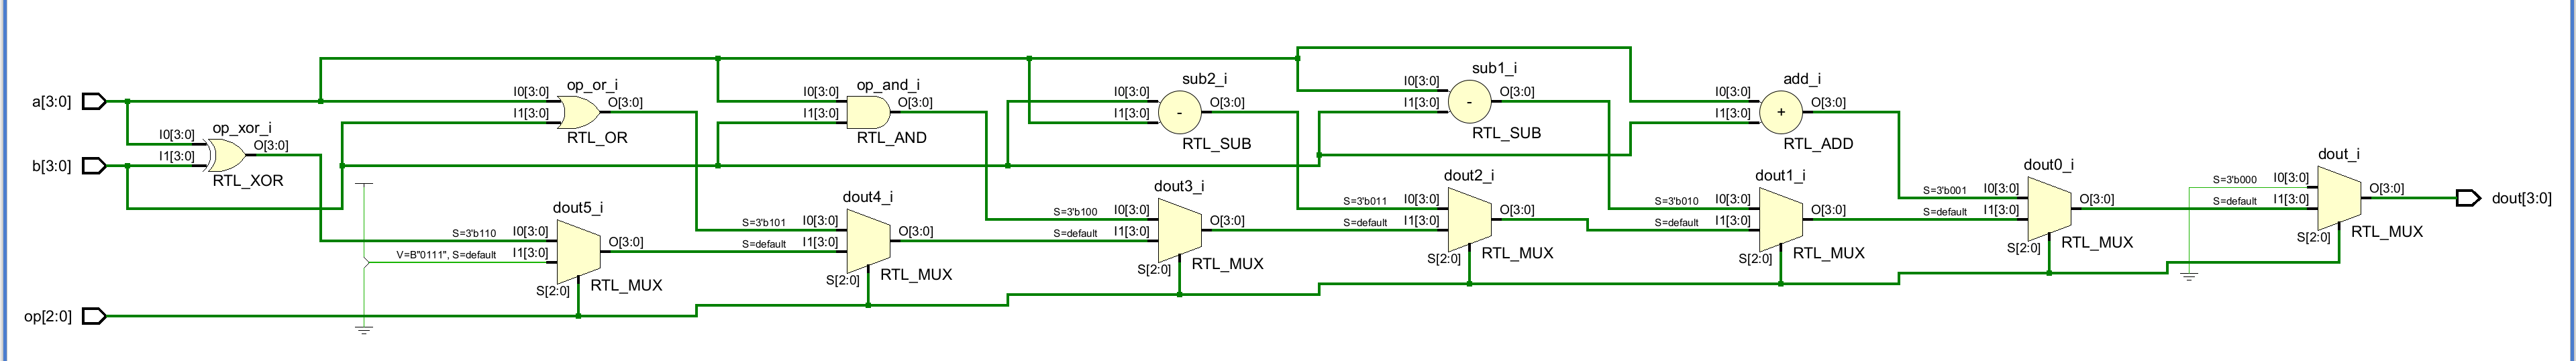 a[3:0]
b[3:0]
op[2:0]
op_xor_i
I0[3:0]
I1[3:0]
O[3:0]
RTL_XOR
op_or_i
I0[3:0]
I1[3:0]
O[3:0]
RTL_OR
dout5_i
S=3'b110
I0[3:0]
V=B"0111", S=default
I1[3:0]
O[3:0]
S[2:0]
RTL_MUX
op_and_i
I0[3:0]
I1[3:0]
O[3:0]
RTL_AND
dout4_i
S=3'b101
I0[3:0]
S=default
I1[3:0]
O[3:0]
S[2:0]
RTL_MUX
sub2_i
I0[3:0]
I1[3:0]
-
O[3:0]
RTL_SUB
dout3_i
S=3'b100
I0[3:0]
S=default
I1[3:0]
O[3:0]
S[2:0]
RTL_MUX
sub1_i
I0[3:0]
I1[3:0]
-
O[3:0]
RTL_SUB
dout2_i
S=3'b011
I0[3:0]
S=default
I1[3:0]
O[3:0]
S[2:0]
RTL_MUX
add_i
I0[3:0]
I1[3:0]
+
O[3:0]
RTL_ADD
dout1_i
S=3'b010
I0[3:0]
S=default
I1[3:0]
O[3:0]
S[2:0]
RTL_MUX
dout0_i
S=3'b001
I0[3:0]
S=default
I1[3:0]
O[3:0]
S[2:0]
RTL_MUX
dout_i
S=3'b000
I0[3:0]
S=default
I1[3:0]
O[3:0]
S[2:0]
RTL_MUX
dout[3:0]